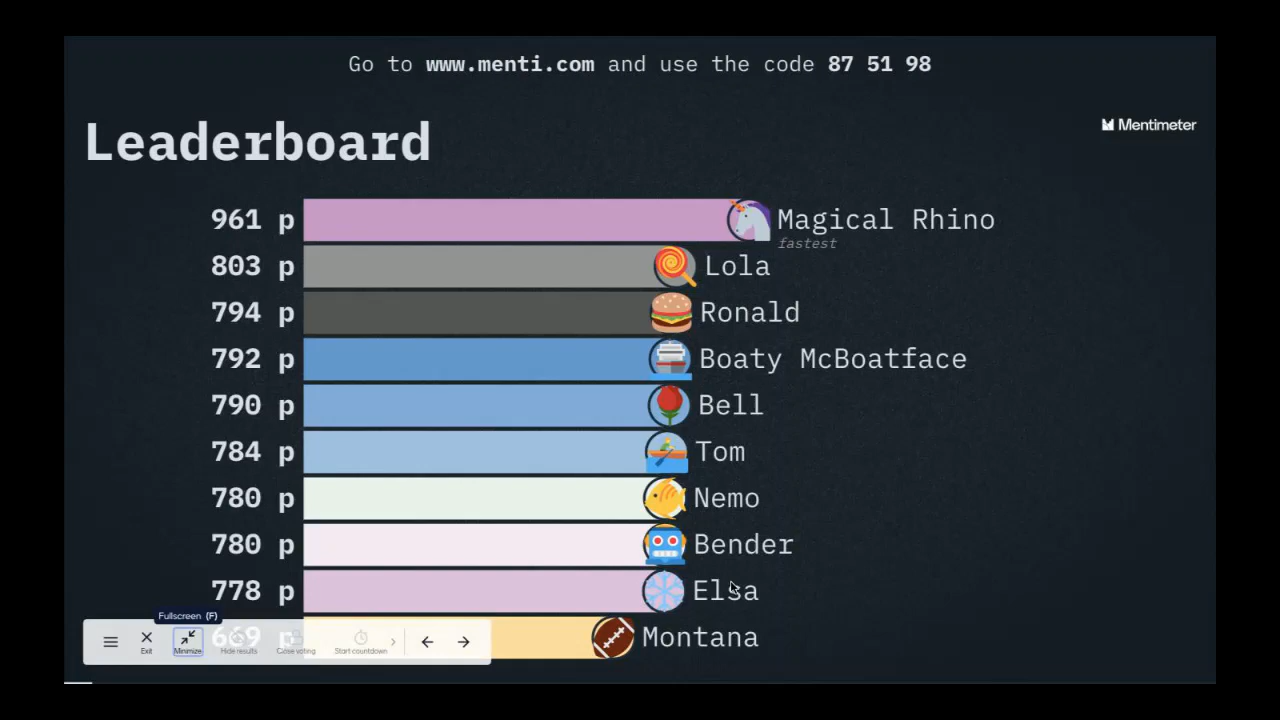 Go to www.menti.com and use the code 87 51 98
Mentimeter
Leaderboard
961 p Magical Rhino
fastest
803 p Lola
794 p Ronald
792 p Boaty McBoatface
790 p Bell
784 p Tom
780 p Nemo
780 p Bender
778 p Elsa
669 p Montana
Fullscreen (F)
Exit Minimize Hide results Close voting Start countdown